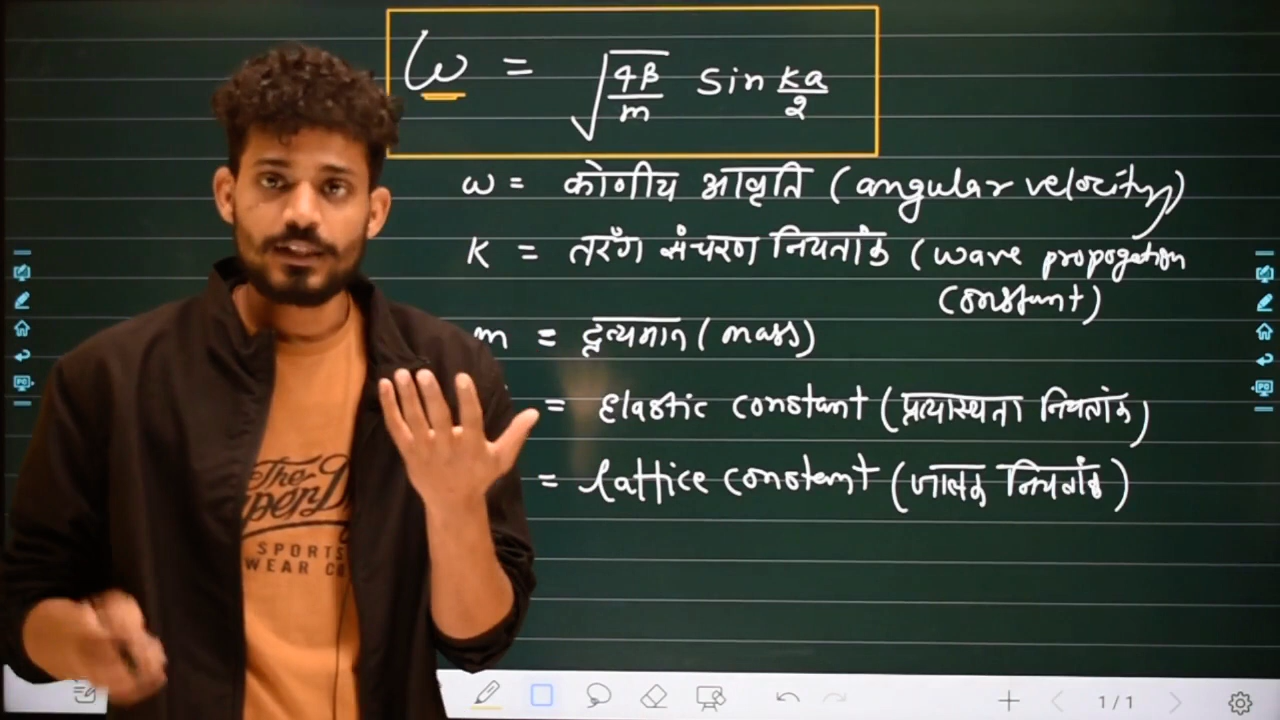 ω = √4β/m Sin ka/2
ω = कोणीय आवृति (angular velocity)
K = तरँग संचरण नियतांक (wave propogation
constant)
m = द्रव्यमान (mass)
= Elastic constant (प्रत्यास्थता नियतांक)
= lattice constant (जालक नियतांक)
The
SPORTS
WEAR CO
1/1